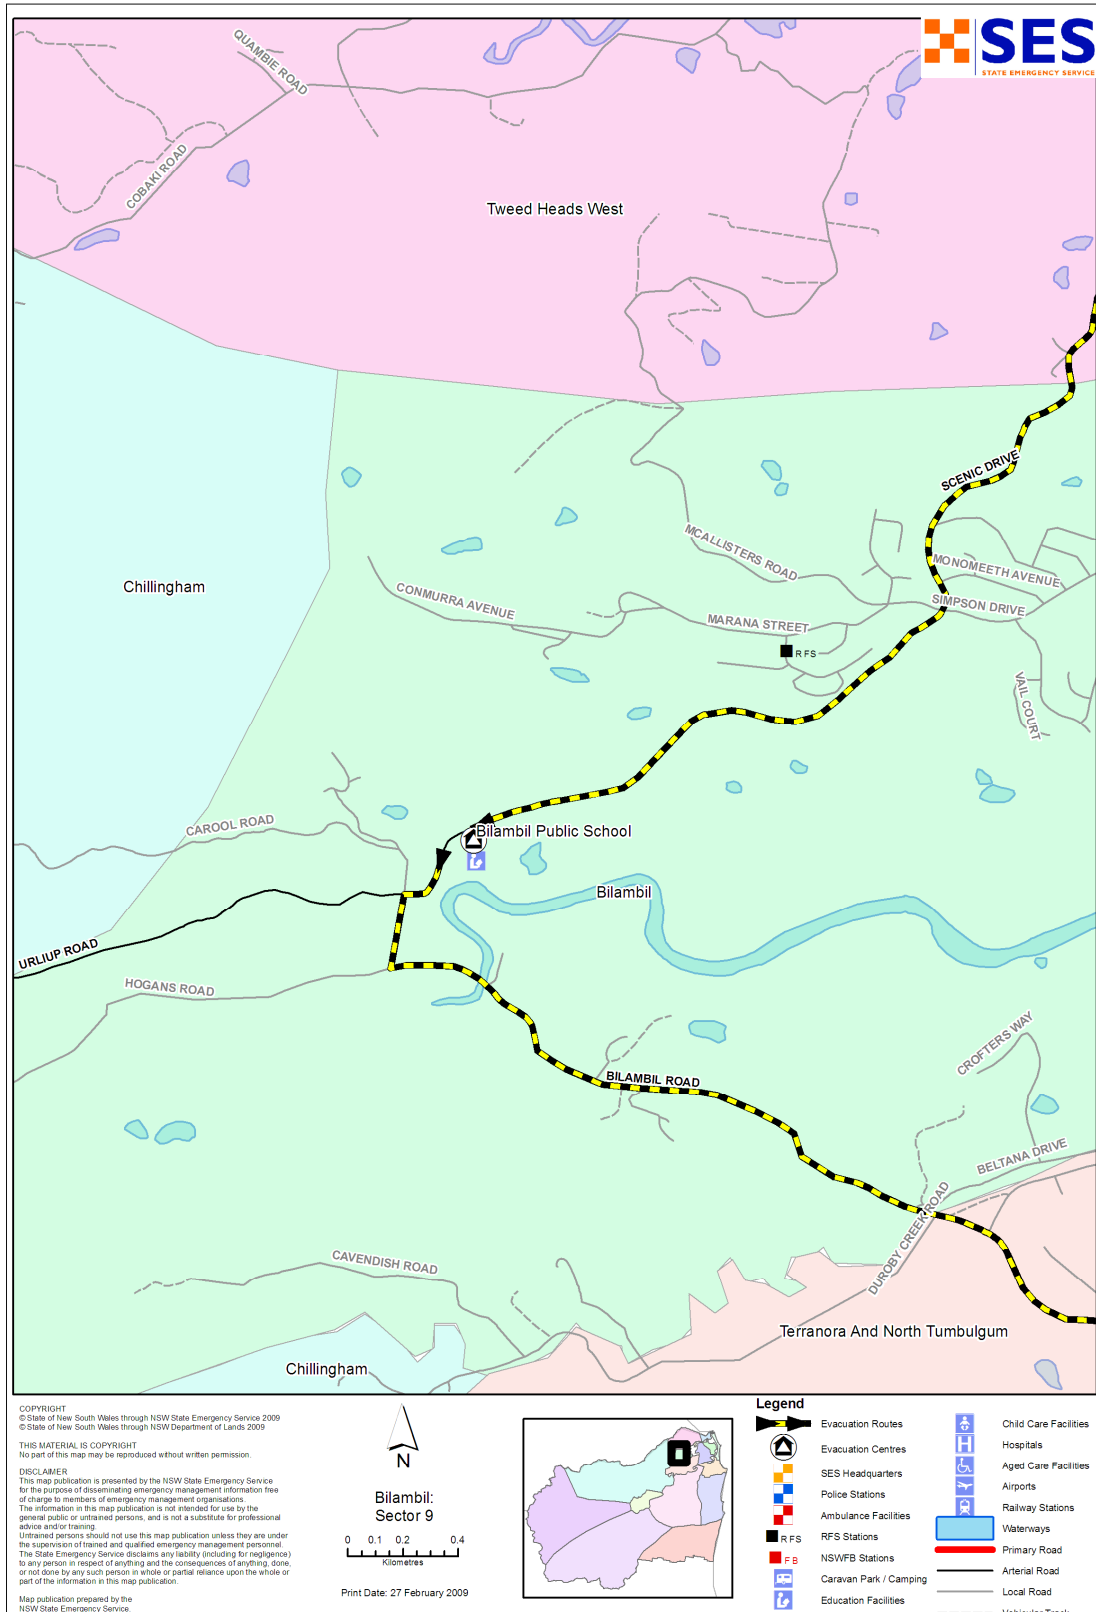 SES
STATE EMERGENCY SERVICE
QUAMBIE ROAD
COBAKI ROAD
Tweed Heads West
SCENIC DRIVE
MCALLISTERS ROAD
MONOMEETH AVENUE
Chillingham
CONMURRA AVENUE
SIMPSON DRIVE
MARANA STREET
RFS
VAIL COURT
CAROOL ROAD
Bilambil Public School
Bilambil
URLIUP ROAD
HOGANS ROAD
CROFTERS WAY
BILAMBIL ROAD
BELTANA DRIVE
DUROBY CREEK ROAD
CAVENDISH ROAD
Terranora And North Tumbulgum
Chillingham
COPYRIGHT
© State of New South Wales through NSW State Emergency Service 2009
© State of New South Wales through NSW Department of Lands 2009
THIS MATERIAL IS COPYRIGHT
No part of this map may be reproduced without written permission.
DISCLAIMER
This map publication is presented by the NSW State Emergency Service
for the purpose of disseminating emergency management information free
of charge to members of emergency management organisations.
The information in this map publication is not intended for use by the
general public or untrained persons, and is not a substitute for professional
advice and/or training.
Untrained persons should not use this map publication unless they are under
the supervision of trained and qualified emergency management personnel.
The State Emergency Service disclaims any liability (including for negligence)
to any person in respect of anything and the consequences of anything, done,
or not done by any such person in whole or partial reliance upon the whole or
part of the information in this map publication.
Map publication prepared by the
NSW State Emergency Service.
N
Bilambil:
Sector 9
0 0.1 0.2 0.4
Kilometres
Print Date: 27 February 2009
Legend
Evacuation Routes
Evacuation Centres
SES Headquarters
Police Stations
Ambulance Facilities
RFS RFS Stations
FB NSWFB Stations
Caravan Park / Camping
Education Facilities
Child Care Facilities
H Hospitals
Aged Care Facilities
Airports
Railway Stations
Waterways
Primary Road
Arterial Road
Local Road
Vehicular Track